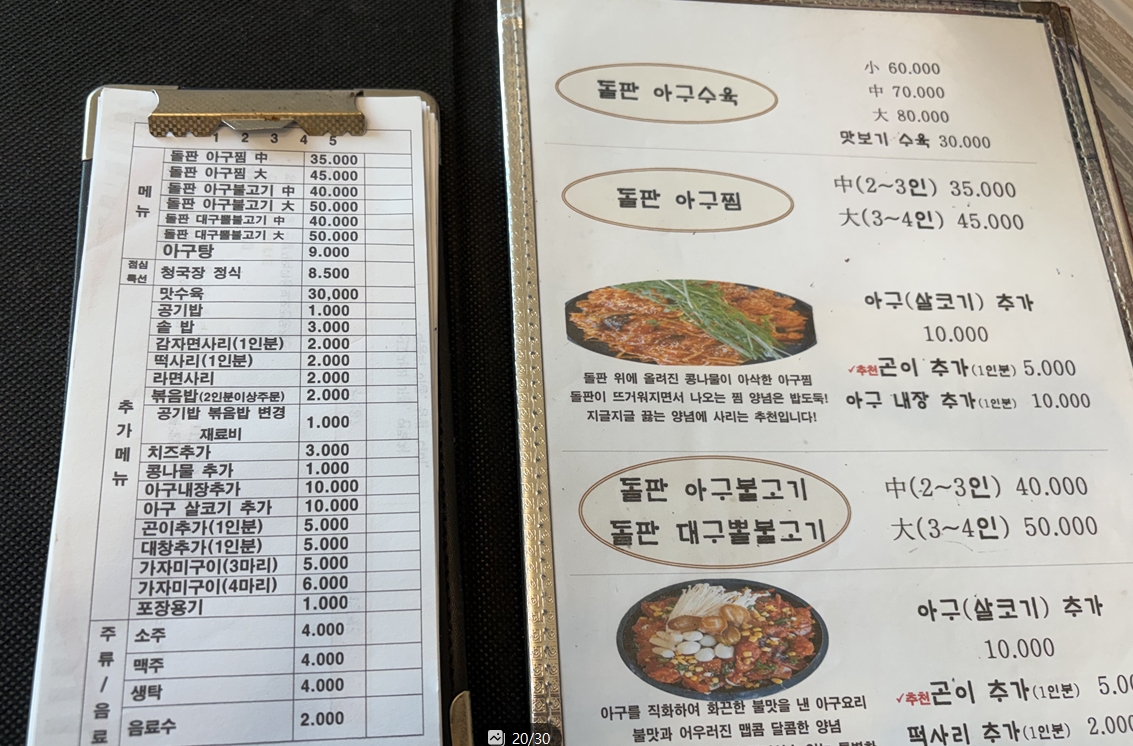 1 2 3 4 5
메뉴
돌판 아구찜 中 35.000
돌판 아구찜 大 45.000
돌판 아구불고기 中 40.000
돌판 아구불고기 大 50.000
돌판 대구뽈불고기 中 40.000
돌판 대구뽈불고기 大 50.000
아구탕 9.000
점심특선
청국장 정식 8.500
추가메뉴
맛수육 30,000
공기밥 1.000
솥 밥 3.000
감자면사리(1인분) 2.000
떡사리(1인분) 2.000
라면사리 2.000
볶음밥(2인분이상주문) 2.000
공기밥 볶음밥 변경
재료비 1.000
치즈추가 3.000
콩나물 추가 1.000
아구내장추가 10.000
아구 살코기 추가 10.000
곤이추가(1인분) 5.000
대창추가(1인분) 5.000
가자미구이(3마리) 5.000
가자미구이(4마리) 6.000
포장용기 1.000
주류/음료
소주 4.000
맥주 4.000
생탁 4.000
음료수 2.000
돌판 아구수육
小 60.000
中 70.000
大 80.000
맛보기 수육 30.000
돌판 아구찜
中(2~3인) 35.000
大(3~4인) 45.000
돌판 위에 올려진 콩나물이 아삭한 아구찜
돌판이 뜨거워지면서 나오는 찜 양념은 밥도둑!
지글지글 끓는 양념에 사리는 추천입니다!
아구(살코기) 추가
10.000
✓추천곤이 추가(1인분) 5.000
아구 내장 추가(1인분) 10.000
돌판 아구불고기
돌판 대구뽈불고기
中(2~3인) 40.000
大(3~4인) 50.000
아구를 직화하여 화끈한 불맛을 낸 아구요리
불맛과 어우러진 맵콤 달콤한 양념
아구(살코기) 추가
10.000
✓추천곤이 추가(1인분) 5.0
떡사리 추가(1인분) 2.000
20/30